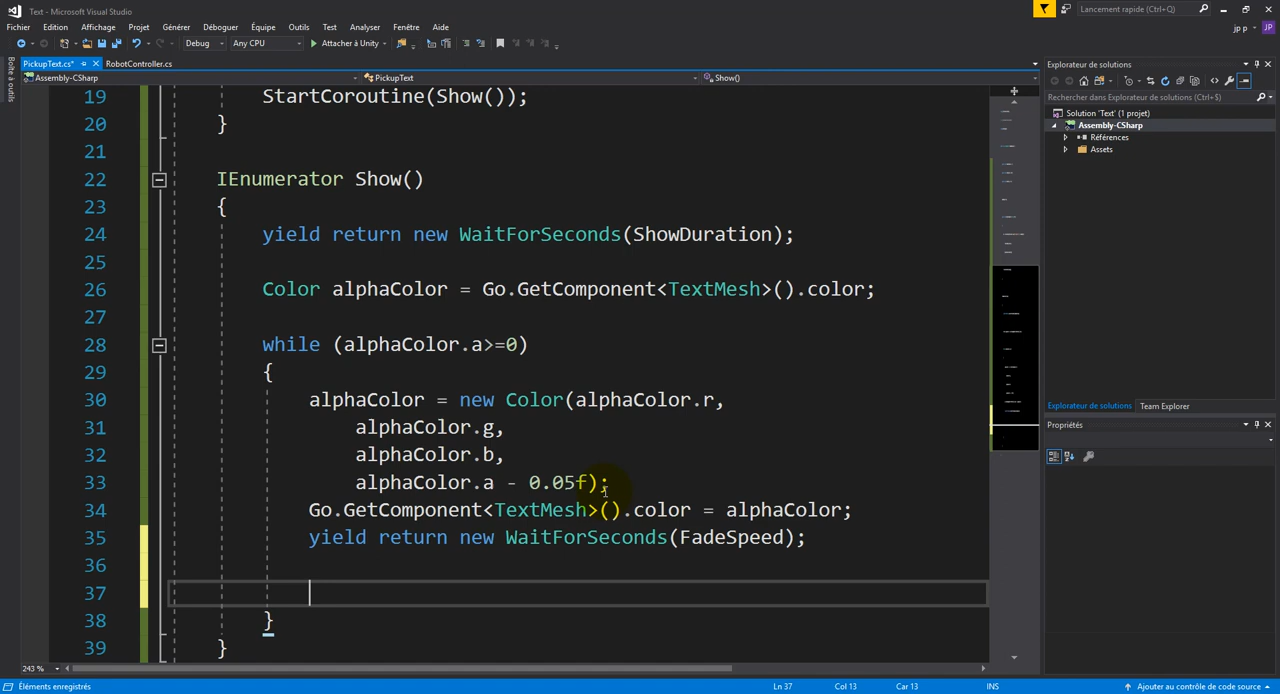 Text - Microsoft Visual Studio
Lancement rapide (Ctrl+Q)
Fichier Edition Affichage Projet Générer Déboguer Équipe Outils Test Analyser Fenêtre Aide
jp p JP
Debug Any CPU Attacher à Unity
Boîte à outils
PickupText.cs* RobotController.cs
Assembly-CSharp PickupText Show()
19 StartCoroutine(Show());
20 }
21
22 IEnumerator Show()
23 {
24 yield return new WaitForSeconds(ShowDuration);
25
26 Color alphaColor = Go.GetComponent<TextMesh>().color;
27
28 while (alphaColor.a>=0)
29 {
30 alphaColor = new Color(alphaColor.r,
31 alphaColor.g,
32 alphaColor.b,
33 alphaColor.a - 0.05f);
34 Go.GetComponent<TextMesh>().color = alphaColor;
35 yield return new WaitForSeconds(FadeSpeed);
36
37
38 }
39 }
243 %
Explorateur de solutions
Rechercher dans Explorateur de solutions (Ctrl+$)
Solution 'Text' (1 projet)
Assembly-CSharp
Références
Assets
Explorateur de solutions Team Explorer
Propriétés
Éléments enregistrés Ln 37 Col 13 Car 13 INS Ajouter au contrôle de code source